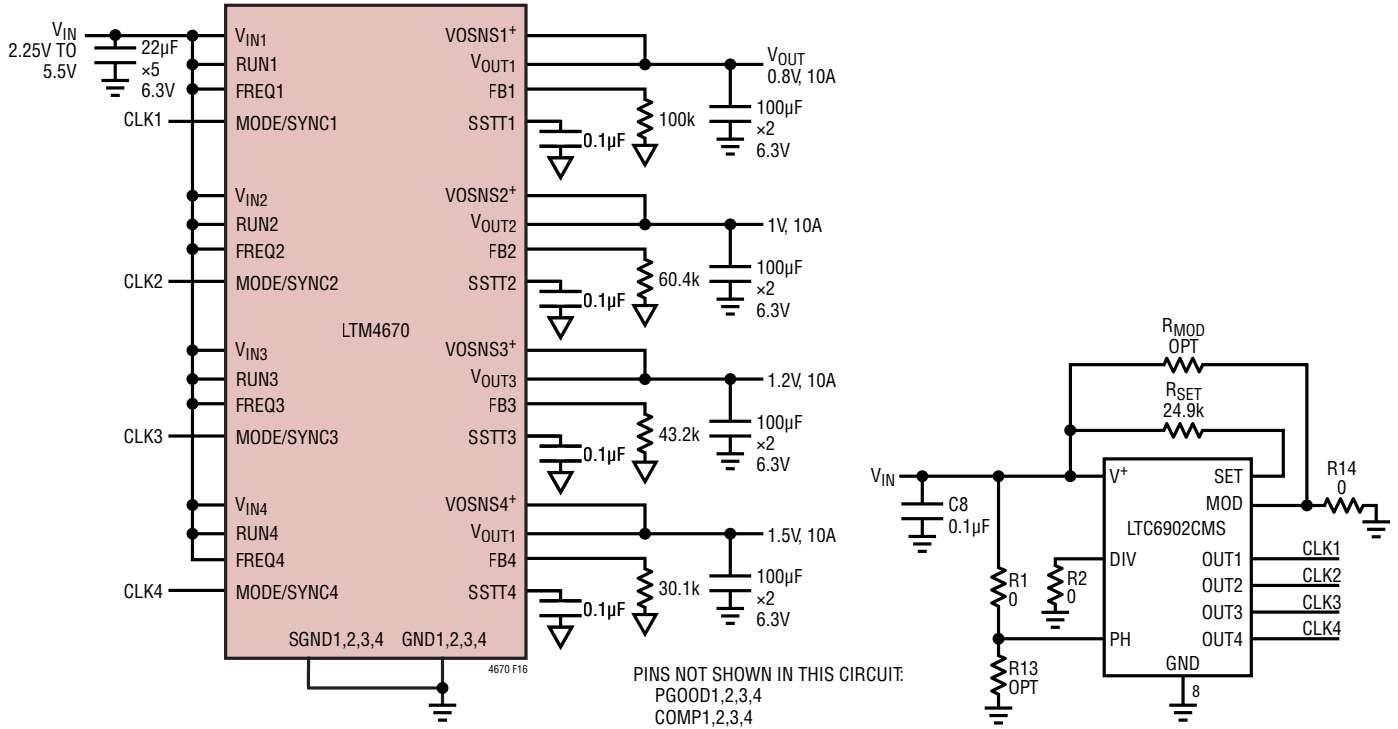 VIN
2.25V TO
5.5V
22µF
×5
6.3V
CLK1
CLK2
CLK3
CLK4
VIN1
RUN1
FREQ1
MODE/SYNC1
VIN2
RUN2
FREQ2
MODE/SYNC2
VIN3
RUN3
FREQ3
MODE/SYNC3
VIN4
RUN4
FREQ4
MODE/SYNC4
LTM4670
SGND1,2,3,4
GND1,2,3,4
VOSNS1+
VOUT1
FB1
SSTT1
VOSNS2+
VOUT2
FB2
SSTT2
VOSNS3+
VOUT3
FB3
SSTT3
VOSNS4+
VOUT1
FB4
SSTT4
4670 F16
0.1µF
100k
VOUT
0.8V, 10A
100µF
×2
6.3V
0.1µF
60.4k
1V, 10A
100µF
×2
6.3V
0.1µF
43.2k
1.2V, 10A
100µF
×2
6.3V
0.1µF
30.1k
1.5V, 10A
100µF
×2
6.3V
PINS NOT SHOWN IN THIS CIRCUIT:
PGOOD1,2,3,4
COMP1,2,3,4
RMOD
OPT
RSET
24.9k
VIN
C8
0.1µF
R1
0
R2
0
R13
OPT
V+
DIV
PH
LTC6902CMS
SET
MOD
OUT1
OUT2
OUT3
OUT4
GND
8
R14
0
CLK1
CLK2
CLK3
CLK4